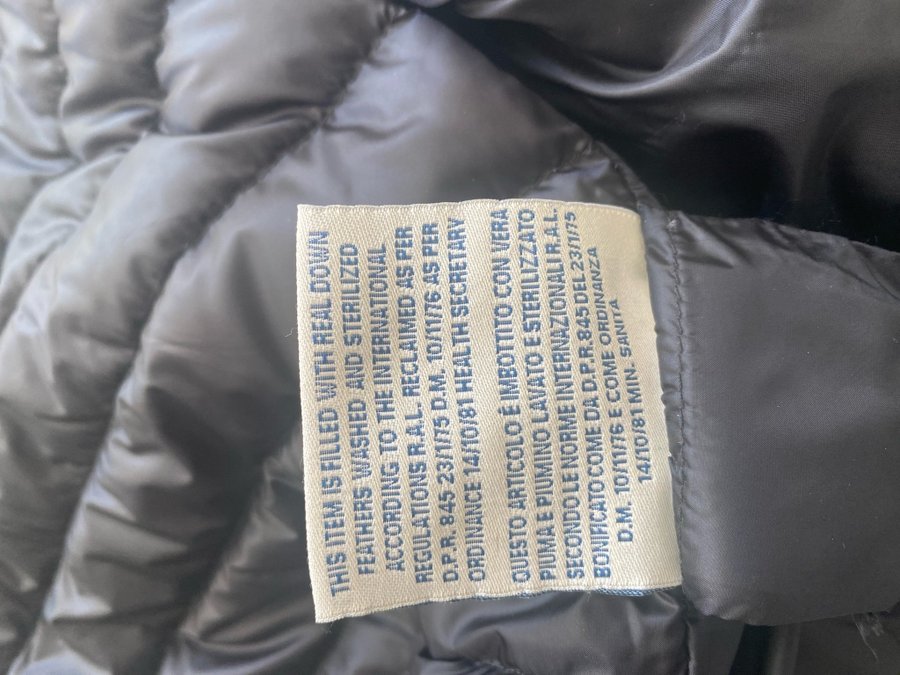 THIS ITEM IS FILLED WITH REAL DOWN
FEATHERS WASHED AND STERILIZED
ACCORDING TO THE INTERNATIONAL
REGULATIONS R.A.L. RECLAIMED AS PER
D.P.R. 845 23/1/75 D.M. 10/11/76 AS PER
ORDINANCE 14/10/81 HEALTH SECRETARY
QUESTO ARTICOLO É IMBOTTITO CON VERA
PIUMA E PIUMINO LAVATO E STERILIZZATO
SECONDO LE NORME INTERNAZIONALI R.A.L.
BONIFICATO COME DA D.P.R. 845 DEL 23/1/75
D.M. 10/11/76 E COME ORDINANZA
14/10/81 MIN. SANITA